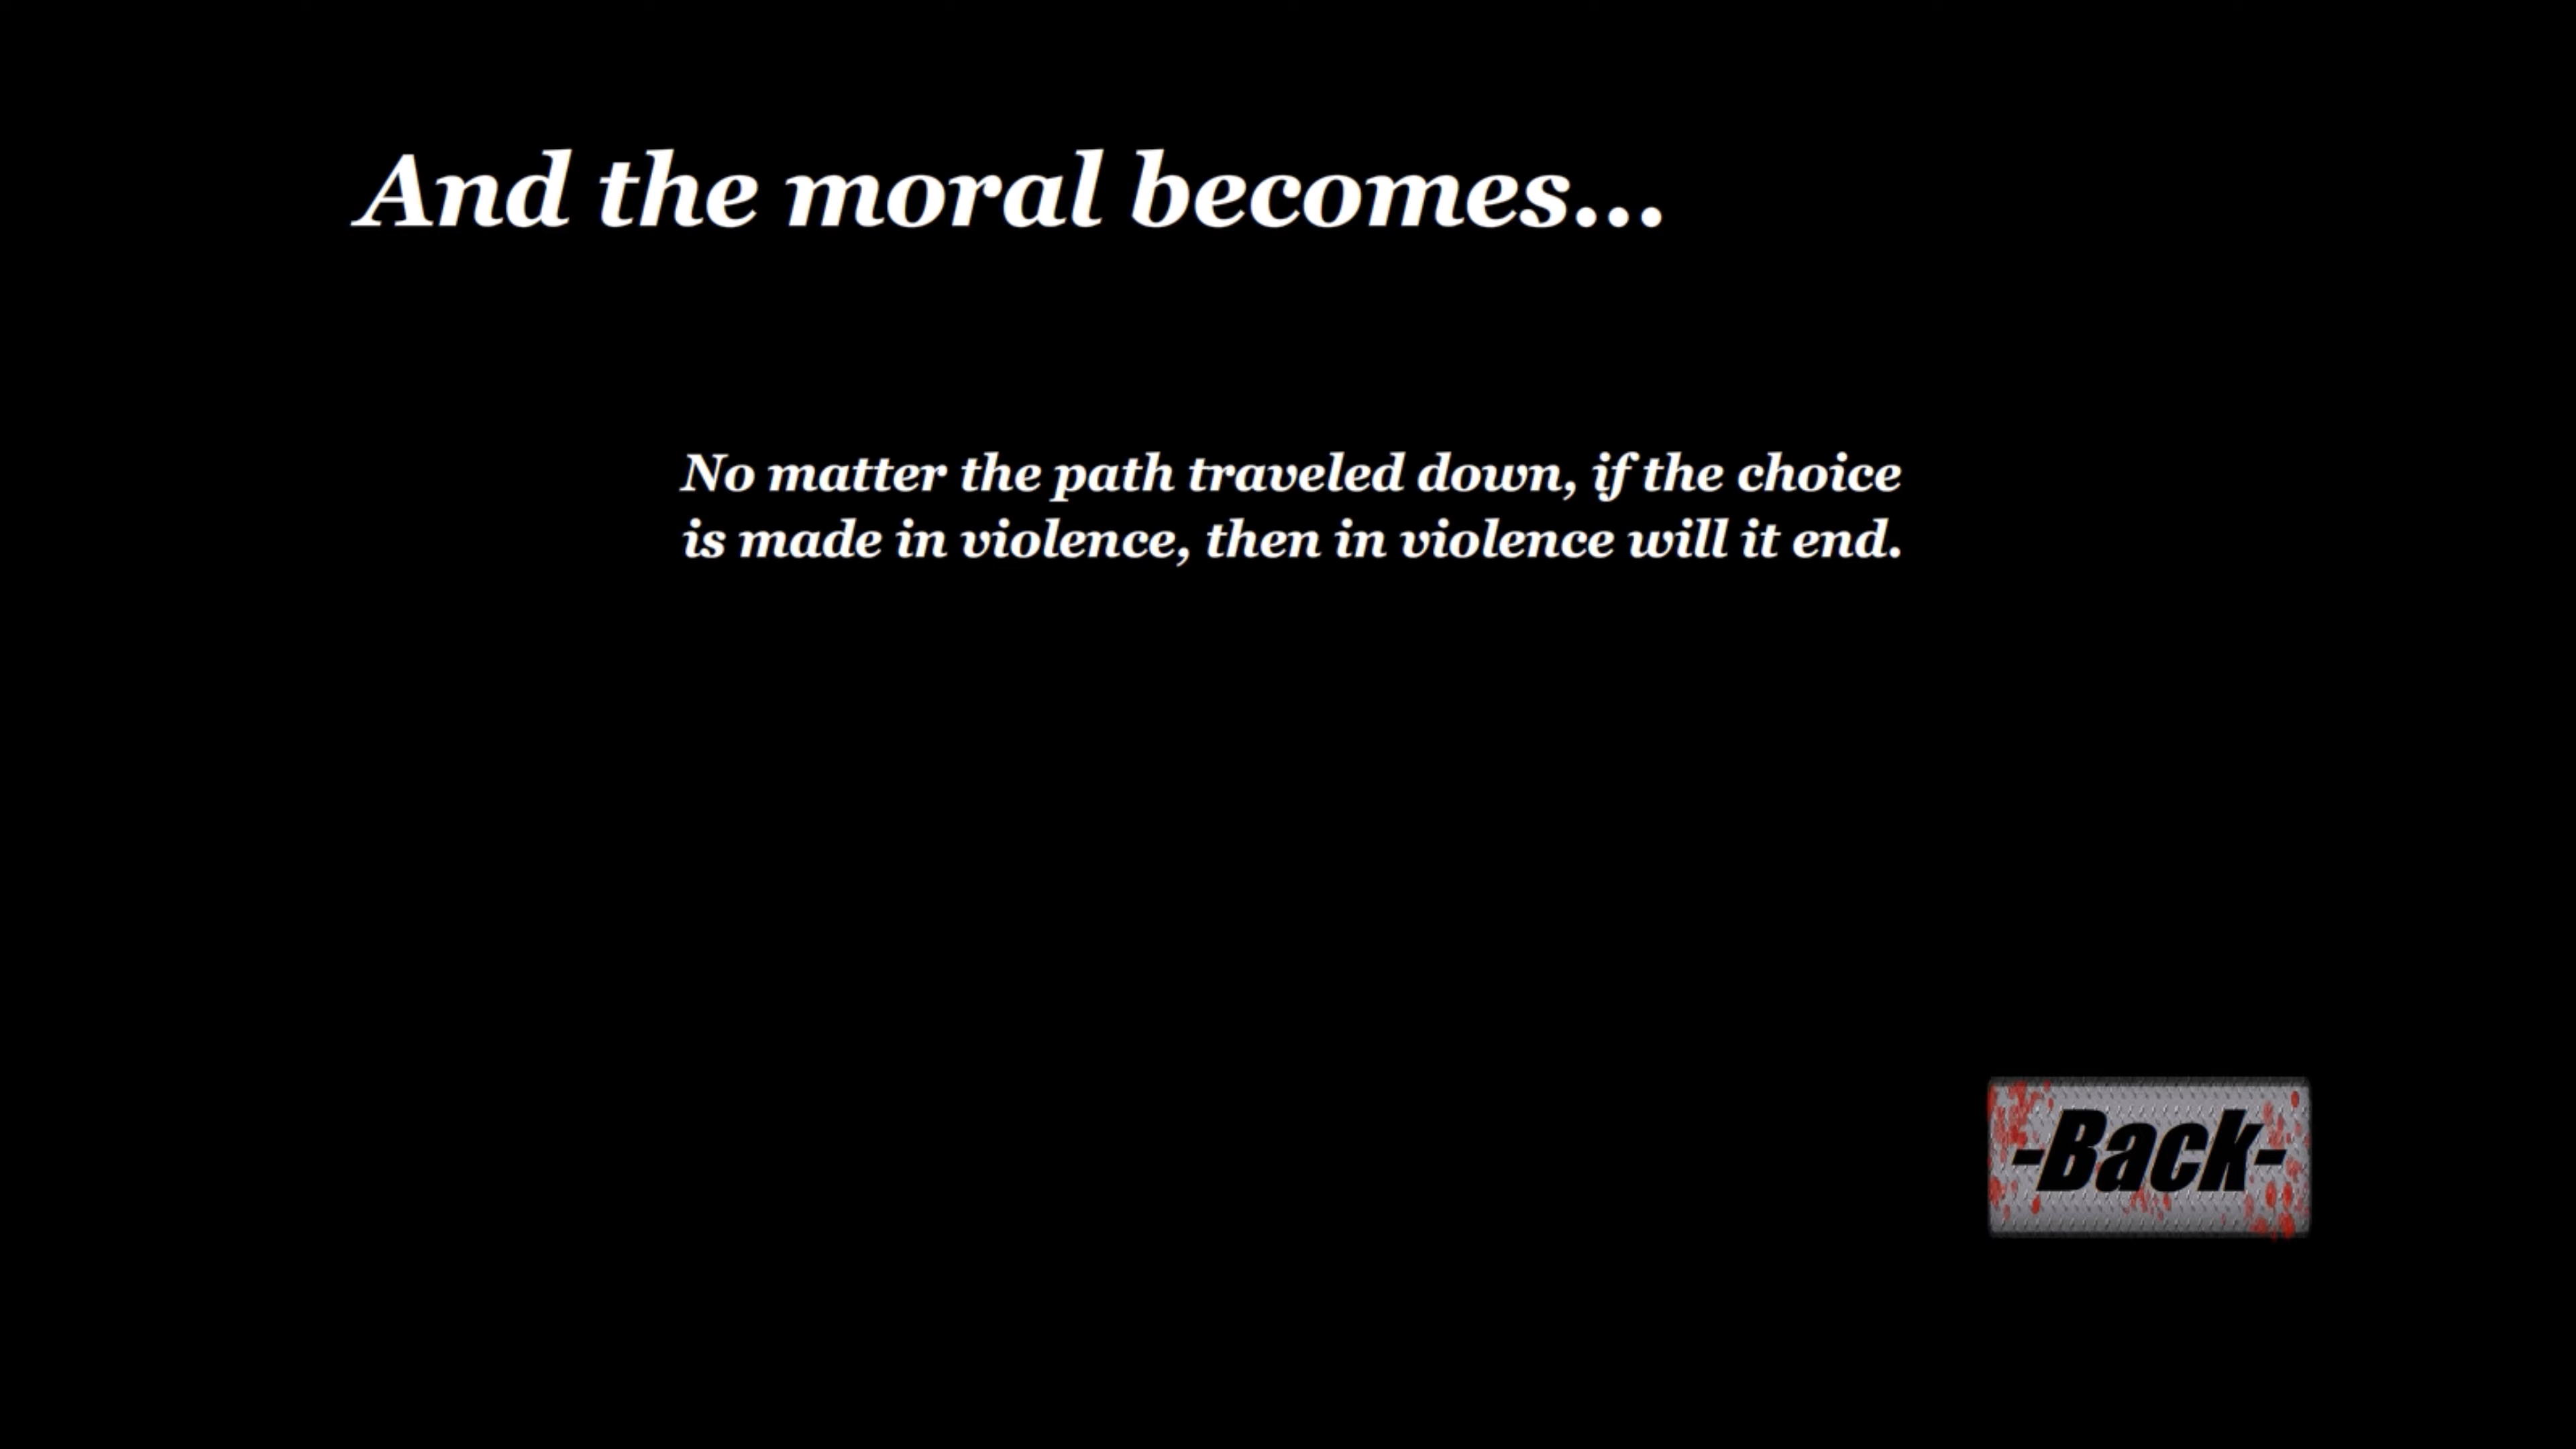 And the moral becomes...
No matter the path traveled down, if the choice
is made in violence, then in violence will it end.
-Back-